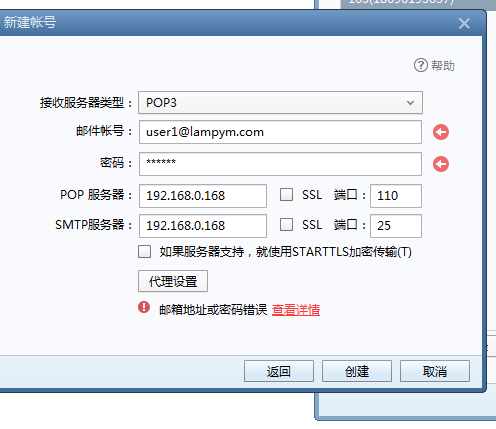 新建帐号
帮助
接收服务器类型： POP3
邮件帐号： user1@lampym.com
密码： ******
POP 服务器： 192.168.0.168 SSL 端口： 110
SMTP服务器： 192.168.0.168 SSL 端口： 25
如果服务器支持，就使用STARTTLS加密传输(T)
代理设置
邮箱地址或密码错误 查看详情
返回 创建 取消